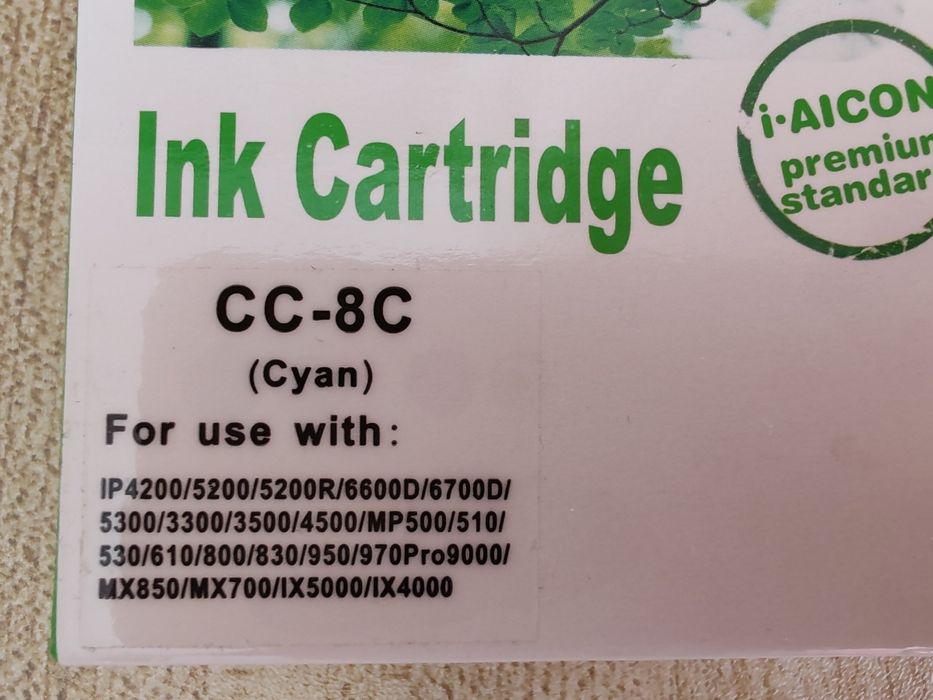 i·AICON
premium
standar
Ink Cartridge
CC-8C
(Cyan)
For use with:
IP4200/5200/5200R/6600D/6700D/
5300/3300/3500/4500/MP500/510/
530/610/800/830/950/970Pro9000/
MX850/MX700/IX5000/IX4000